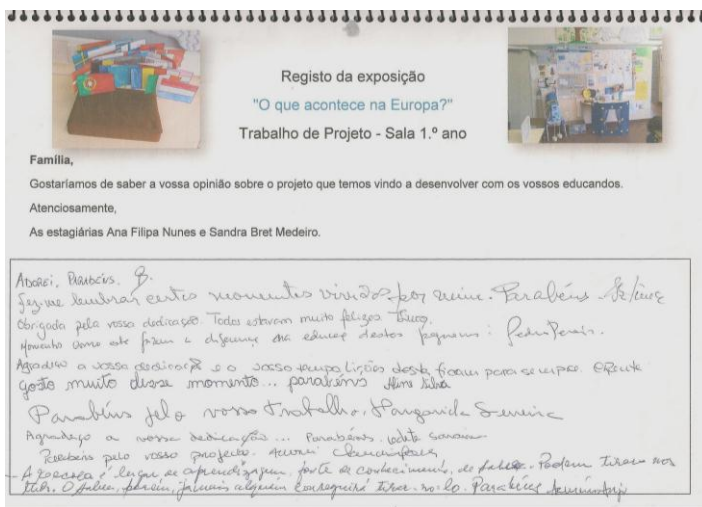 Registo da exposição
"O que acontece na Europa?"
Trabalho de Projeto - Sala 1.º ano
Família,
Gostaríamos de saber a vossa opinião sobre o projeto que temos vindo a desenvolver com os vossos educandos.
Atenciosamente,
As estagiárias Ana Filipa Nunes e Sandra Bret Medeiro.
Adorei, Parabéns.
Fez-me lembrar certos momentos vividos por mim. Parabéns
Obrigada pela vossa dedicação. Todos estavam muito felizes
Momentos como este fazem a diferença na destes pequenos
Agradeço a vossa dedicação e o vosso tempo lições desta ficam para sempre.
gosto muito desse momento... parabéns Silva
Parabéns pelo vosso trabalho. Margarida
Agradeço a vossa dedicação... Parabéns
Parabéns pelo vosso projecto.
A escola é lugar de aprendizagem, fonte de conhecimento, de saber. Podem tirar-nos
tudo. O saber, porém, jamais alguém conseguirá tirar-no-lo. Parabéns